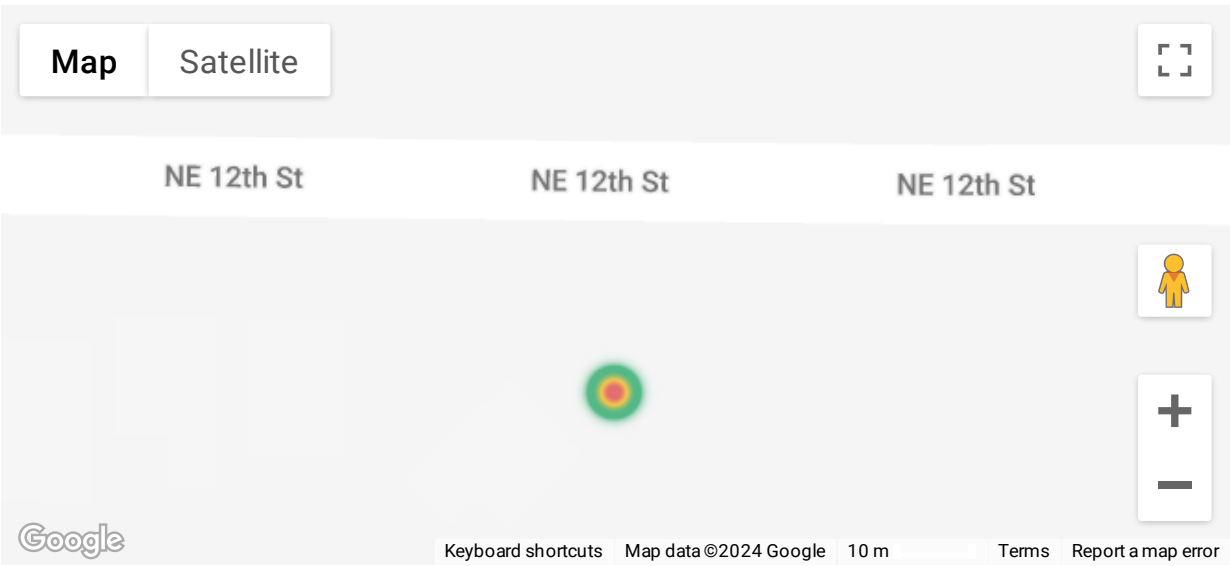 Map Satellite
NE 12th St NE 12th St NE 12th St
Google
Keyboard shortcuts Map data ©2024 Google 10 m Terms Report a map error